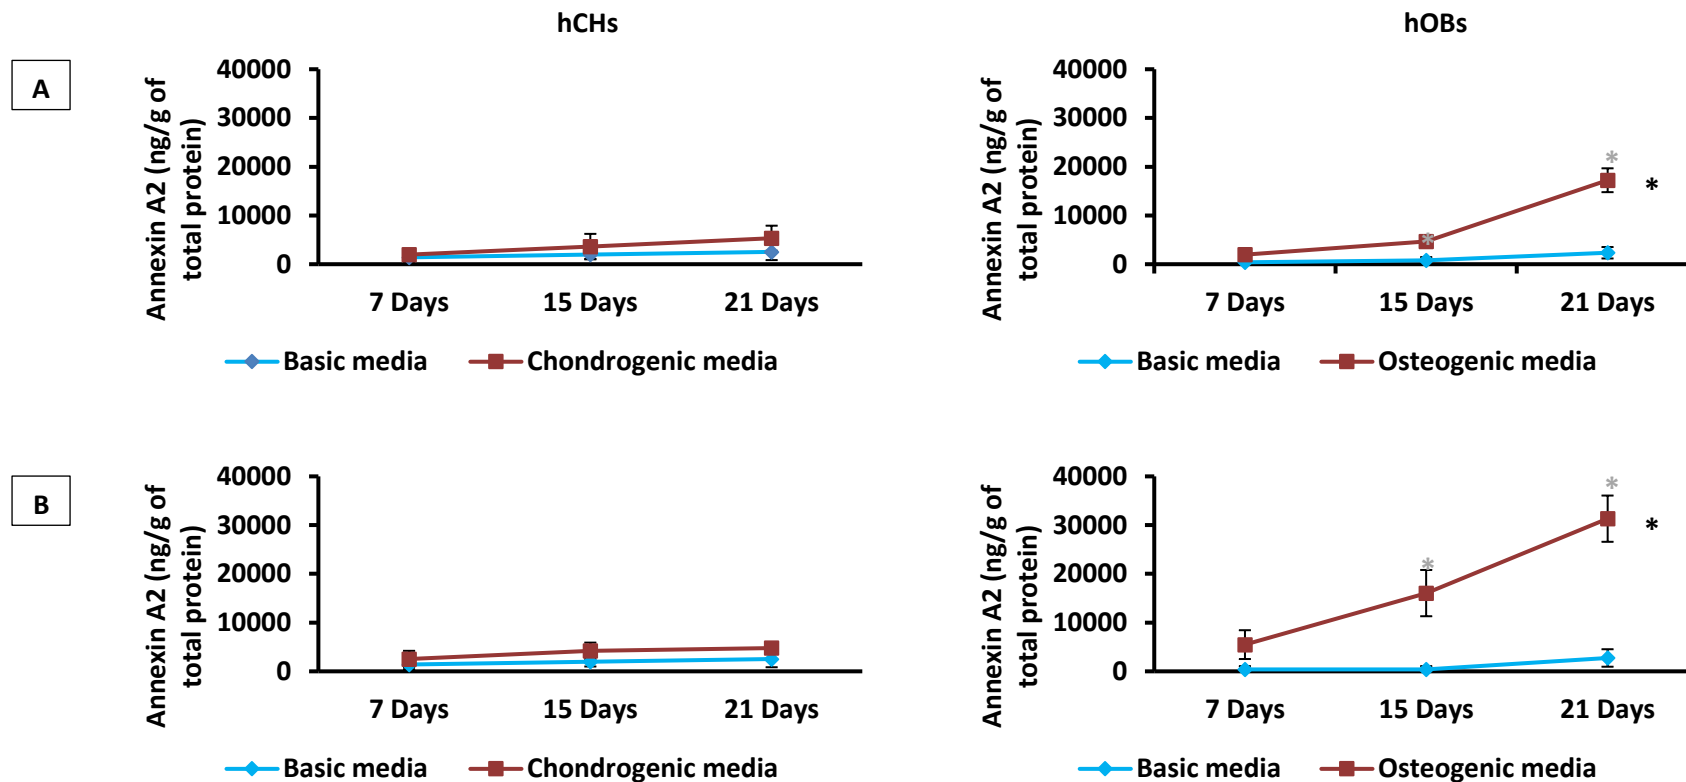 hCHs
hOBs
A
Annexin A2 (ng/g of
total protein)
40000
30000
20000
10000
0
7 Days
15 Days
21 Days
Basic media
Chondrogenic media
Annexin A2 (ng/g of
total protein)
40000
30000
20000
10000
0
*
*
*
7 Days
15 Days
21 Days
Basic media
Osteogenic media
B
Annexin A2 (ng/g of
total protein)
40000
30000
20000
10000
0
7 Days
15 Days
21 Days
Basic media
Chondrogenic media
Annexin A2 (ng/g of
total protein)
40000
30000
20000
10000
0
*
*
*
7 Days
15 Days
21 Days
Basic media
Osteogenic media